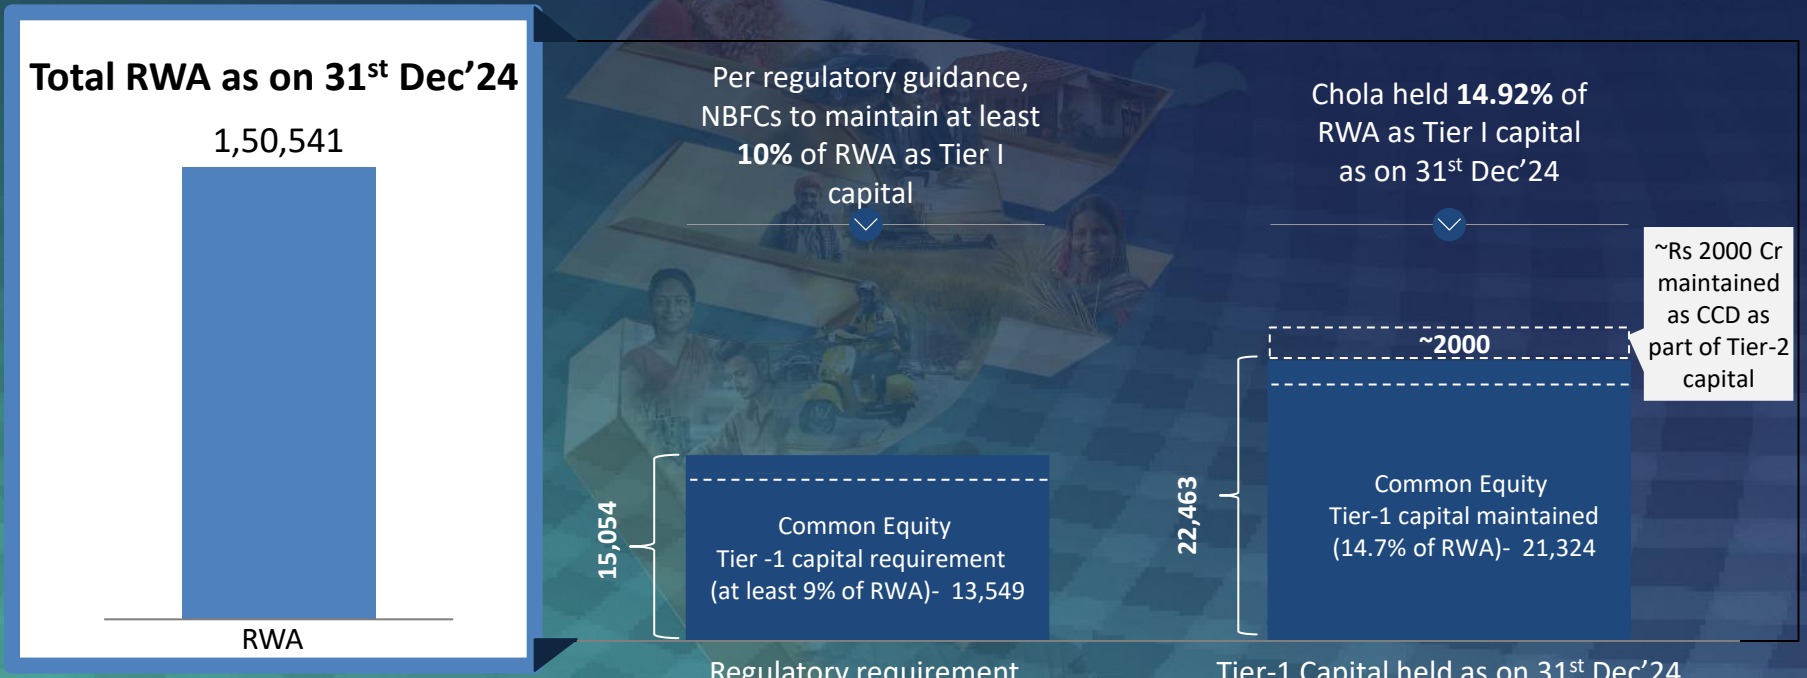 Total RWA as on 31st Dec'24
1,50,541
RWA
Per regulatory guidance,
NBFCs to maintain at least
10% of RWA as Tier I
capital
15,054
Common Equity
Tier -1 capital requirement
(at least 9% of RWA)- 13,549
Regulatory requirement
Chola held 14.92% of
RWA as Tier I capital
as on 31st Dec'24
~Rs 2000 Cr
maintained
as CCD as
part of Tier-2
capital
~2000
22,463
Common Equity
Tier-1 capital maintained
(14.7% of RWA)- 21,324
Tier-1 Capital held as on 31st Dec'24